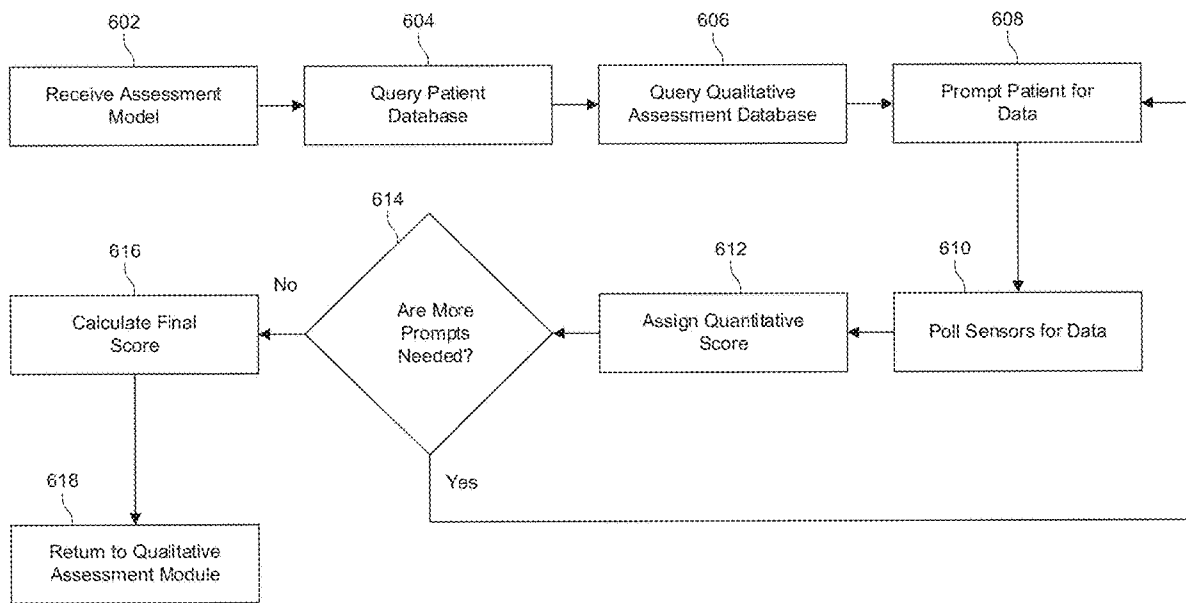 602
604
606
608
Receive Assessment
Model
Query Patient
Database
Query Qualitative
Assessment Database
Prompt Patient for
Data
614
616
612
610
No
Calculate Final
Score
Are More
Prompts
Needed?
Assign Quantitative
Score
Poll Sensors for Data
Yes
618
Return to Qualitative
Assessment Module